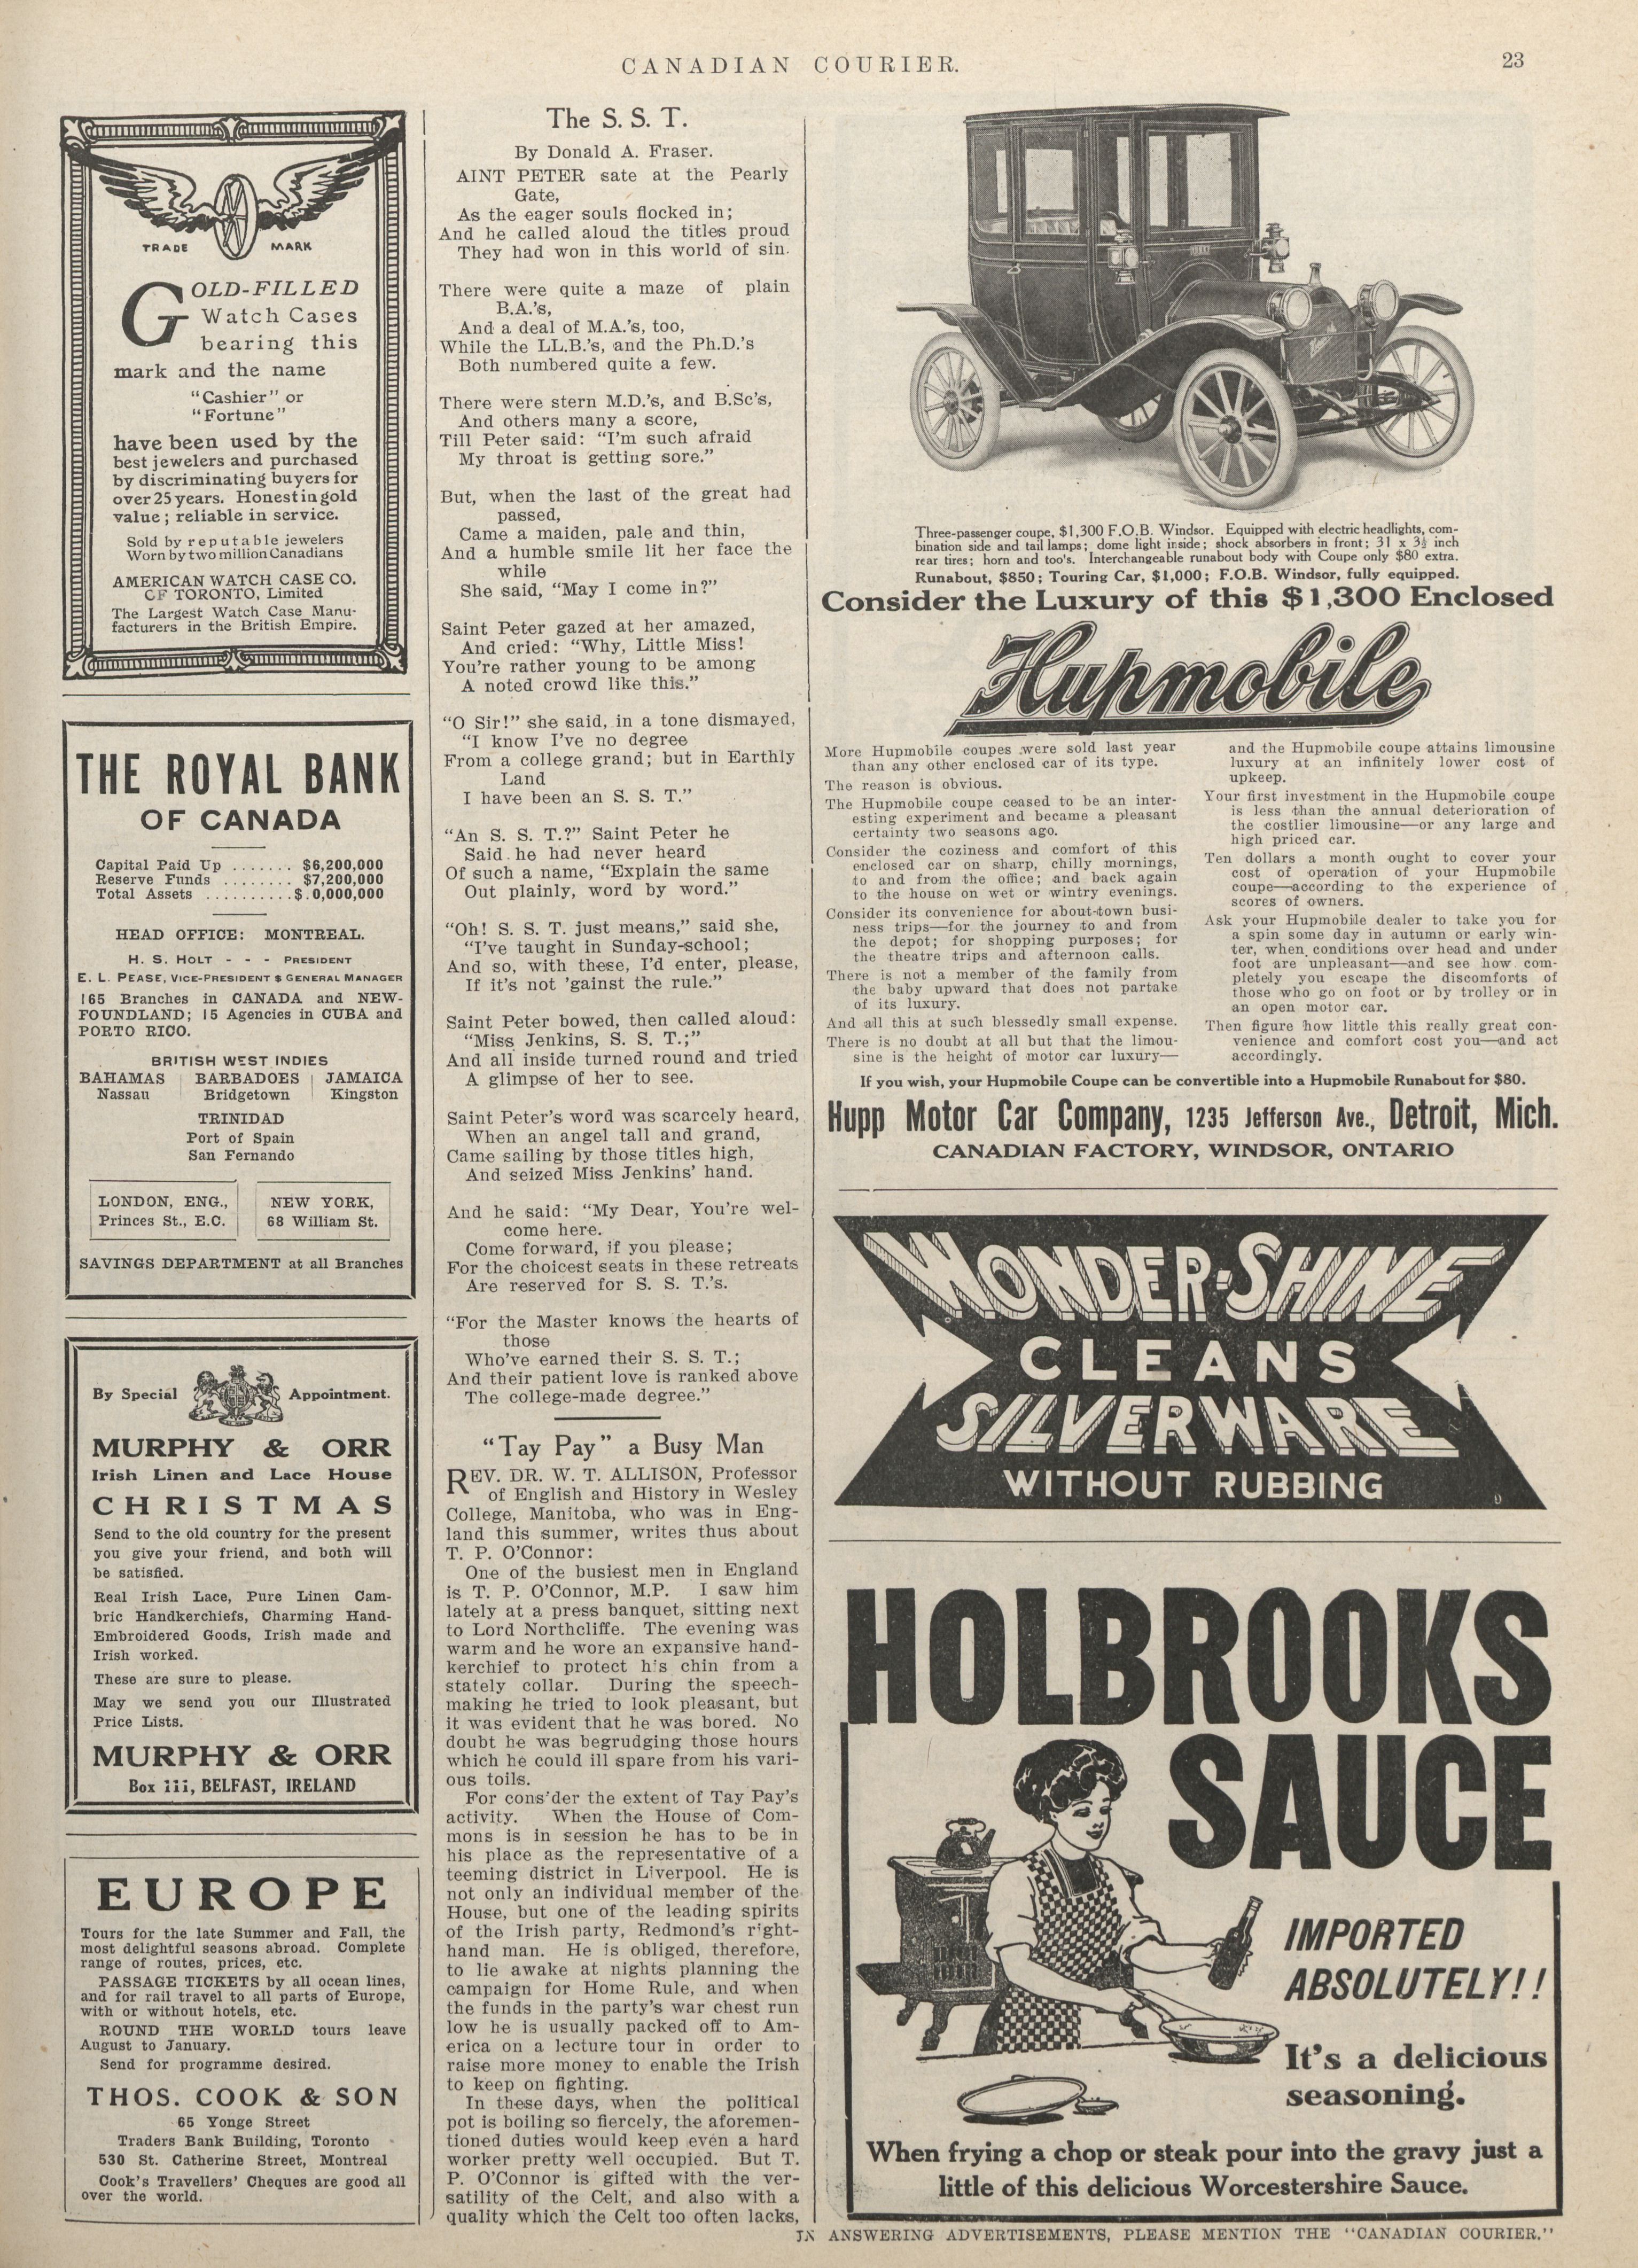 CANADIAN COURIER.
23
TRADE MARK
GOLD-FILLED
Watch Cases
bearing this
mark and the name
"Cashier" or
"Fortune"
have been used by the
best jewelers and purchased
by discriminating buyers for
over 25 years. Honest in gold
value; reliable in service.
Sold by reputable jewelers
Worn by two million Canadians
AMERICAN WATCH CASE CO.
OF TORONTO, Limited
The Largest Watch Case Manu-
facturers in the British Empire.
THE ROYAL BANK
OF CANADA
Capital Paid Up ....... $6,200,000
Reserve Funds ........ $7,200,000
Total Assets ..........$ 0,000,000
HEAD OFFICE: MONTREAL.
H. S. HOLT - - - PRESIDENT
E. L. PEASE, VICE-PRESIDENT & GENERAL MANAGER
165 Branches in CANADA and NEW-
FOUNDLAND; 15 Agencies in CUBA and
PORTO RICO.
BRITISH WEST INDIES
BAHAMAS | BARBADOES | JAMAICA
Nassau | Bridgetown | Kingston
TRINIDAD
Port of Spain
San Fernando
LONDON, ENG.,
Princes St., E.C.
NEW YORK,
68 William St.
SAVINGS DEPARTMENT at all Branches
By Special Appointment.
MURPHY & ORR
Irish Linen and Lace House
CHRISTMAS
Send to the old country for the present
you give your friend, and both will
be satisfied.
Real Irish Lace, Pure Linen Cam-
bric Handkerchiefs, Charming Hand-
Embroidered Goods, Irish made and
Irish worked.
These are sure to please.
May we send you our Illustrated
Price Lists.
MURPHY & ORR
Box iii, BELFAST, IRELAND
EUROPE
Tours for the late Summer and Fall, the
most delightful seasons abroad. Complete
range of routes, prices, etc.
PASSAGE TICKETS by all ocean lines,
and for rail travel to all parts of Europe,
with or without hotels, etc.
ROUND THE WORLD tours leave
August to January.
Send for programme desired.
THOS. COOK & SON
65 Yonge Street
Traders Bank Building, Toronto
530 St. Catherine Street, Montreal
Cook's Travellers' Cheques are good all
over the world.
The S. S. T.
By Donald A. Fraser.
AINT PETER sate at the Pearly
Gate,
As the eager souls flocked in;
And he called aloud the titles proud
They had won in this world of sin.
There were quite a maze of plain
B.A.'s,
And a deal of M.A.'s, too,
While the LL.B.'s, and the Ph.D.'s
Both numbered quite a few.
There were stern M.D.'s, and B.Sc's,
And others many a score,
Till Peter said: "I'm such afraid
My throat is getting sore."
But, when the last of the great had
passed,
Came a maiden, pale and thin,
And a humble smile lit her face the
while
She said, "May I come in?"
Saint Peter gazed at her amazed,
And cried: "Why, Little Miss!
You're rather young to be among
A noted crowd like this."
"O Sir!" she said, in a tone dismayed,
"I know I've no degree
From a college grand; but in Earthly
Land
I have been an S. S. T."
"An S. S. T.?" Saint Peter he
Said he had never heard
Of such a name, "Explain the same
Out plainly, word by word."
"Oh! S. S. T. just means," said she,
"I've taught in Sunday-school;
And so, with these, I'd enter, please,
If it's not 'gainst the rule."
Saint Peter bowed, then called aloud:
"Miss Jenkins, S. S. T.;"
And all inside turned round and tried
A glimpse of her to see.
Saint Peter's word was scarcely heard,
When an angel tall and grand,
Came sailing by those titles high,
And seized Miss Jenkins' hand.
And he said: "My Dear, You're wel-
come here.
Come forward, if you please;
For the choicest seats in these retreats
Are reserved for S. S. T.'s.
"For the Master knows the hearts of
those
Who've earned their S. S. T.;
And their patient love is ranked above
The college-made degree."
"Tay Pay" a Busy Man
REV. DR. W. T. ALLISON, Professor
of English and History in Wesley
College, Manitoba, who was in Eng-
land this summer, writes thus about
T. P. O'Connor:
One of the busiest men in England
is T. P. O'Connor, M.P. I saw him
lately at a press banquet, sitting next
to Lord Northcliffe. The evening was
warm and he wore an expansive hand-
kerchief to protect his chin from a
stately collar. During the speech-
making he tried to look pleasant, but
it was evident that he was bored. No
doubt he was begrudging those hours
which he could ill spare from his vari-
ous toils.
For cons'der the extent of Tay Pay's
activity. When the House of Com-
mons is in session he has to be in
his place as the representative of a
teeming district in Liverpool. He is
not only an individual member of the
House, but one of the leading spirits
of the Irish party, Redmond's right-
hand man. He is obliged, therefore,
to lie awake at nights planning the
campaign for Home Rule, and when
the funds in the party's war chest run
low he is usually packed off to Am-
erica on a lecture tour in order to
raise more money to enable the Irish
to keep on fighting.
In these days, when the political
pot is boiling so fiercely, the aforemen-
tioned duties would keep even a hard
worker pretty well occupied. But T.
P. O'Connor is gifted with the ver-
satility of the Celt, and also with a
quality which the Celt too often lacks,
Three-passenger coupe, $1,300 F.O.B. Windsor. Equipped with electric headlights, com-
bination side and tail lamps; dome light inside; shock absorbers in front; 31 x 3½ inch
rear tires; horn and too's. Interchangeable runabout body with Coupe only $80 extra.
Runabout, $850; Touring Car, $1,000; F.O.B. Windsor, fully equipped.
Consider the Luxury of this $1,300 Enclosed
Hupmobile
More Hupmobile coupes were sold last year
than any other enclosed car of its type.
The reason is obvious.
The Hupmobile coupe ceased to be an inter-
esting experiment and became a pleasant
certainty two seasons ago.
Consider the coziness and comfort of this
enclosed car on sharp, chilly mornings,
to and from the office; and back again
to the house on wet or wintry evenings.
Consider its convenience for about-town busi-
ness trips—for the journey to and from
the depot; for shopping purposes; for
the theatre trips and afternoon calls.
There is not a member of the family from
the baby upward that does not partake
of its luxury.
And all this at such blessedly small expense.
There is no doubt at all but that the limou-
sine is the height of motor car luxury—
and the Hupmobile coupe attains limousine
luxury at an infinitely lower cost of
upkeep.
Your first investment in the Hupmobile coupe
is less than the annual deterioration of
the costlier limousine—or any large and
high priced car.
Ten dollars a month ought to cover your
cost of operation of your Hupmobile
coupe—according to the experience of
scores of owners.
Ask your Hupmobile dealer to take you for
a spin some day in autumn or early win-
ter, when conditions over head and under
foot are unpleasant—and see how com-
pletely you escape the discomforts of
those who go on foot or by trolley or in
an open motor car.
Then figure how little this really great con-
venience and comfort cost you—and act
accordingly.
If you wish, your Hupmobile Coupe can be convertible into a Hupmobile Runabout for $80.
Hupp Motor Car Company, 1235 Jefferson Ave., Detroit, Mich.
CANADIAN FACTORY, WINDSOR, ONTARIO
WONDER-SHINE
CLEANS
SILVERWARE
WITHOUT RUBBING
HOLBROOKS
SAUCE
IMPORTED
ABSOLUTELY!!
It's a delicious
seasoning.
When frying a chop or steak pour into the gravy just a
little of this delicious Worcestershire Sauce.
IN ANSWERING ADVERTISEMENTS, PLEASE MENTION THE "CANADIAN COURIER."